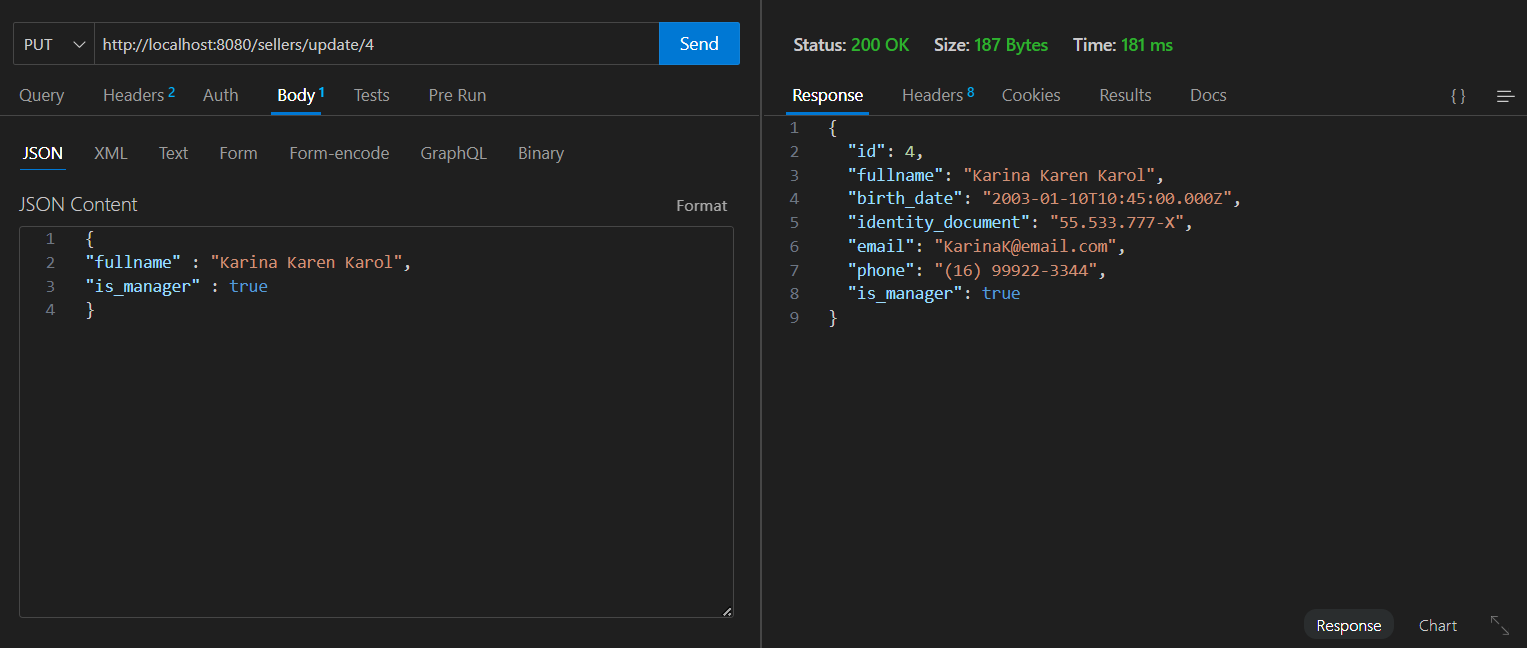 PUT http://localhost:8080/sellers/update/4 Send
Query Headers 2 Auth Body 1 Tests Pre Run
JSON XML Text Form Form-encode GraphQL Binary
JSON Content Format
1 {
2 "fullname" : "Karina Karen Karol",
3 "is_manager" : true
4 }
Status: 200 OK Size: 187 Bytes Time: 181 ms
Response Headers 8 Cookies Results Docs { }
1 {
2 "id": 4,
3 "fullname": "Karina Karen Karol",
4 "birth_date": "2003-01-10T10:45:00.000Z",
5 "identity_document": "55.533.777-X",
6 "email": "KarinaK@email.com",
7 "phone": "(16) 99922-3344",
8 "is_manager": true
9 }
Response Chart